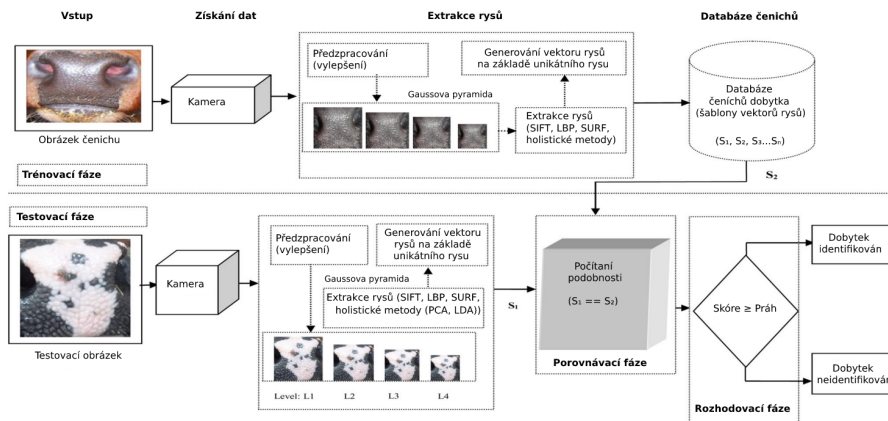 Vstup
Získání dat
Extrakce rysů
Databáze čenichů
Předzpracování
(vylepšení)
Generování vektoru rysů
na základě unikátního rysu
Gaussova pyramida
Kamera
Extrakce rysů
(SIFT, LBP, SURF,
holistické metody)
Databáze
čeníchů dobytka
(šablony vektorů rysů)
(S₁, S₂, S₃...Sₙ)
Obrázek čenichu
Trénovací fáze
S₂
Testovací fáze
Předzpracování
(vylepšení)
Generování vektoru
rysů na základě
unikátního rysu
Gaussova pyramida
Kamera
Extrakce rysů (SIFT, LBP, SURF,
holistické metody (PCA, LDA))
S₁
Počítaní
podobnosti
(S₁ == S₂)
Skóre ≥ Práh
Dobytek
identifikován
Dobytek
neidentifikován
Testovací obrázek
Level: L1 L2 L3 L4
Porovnávací fáze
Rozhodovací fáze